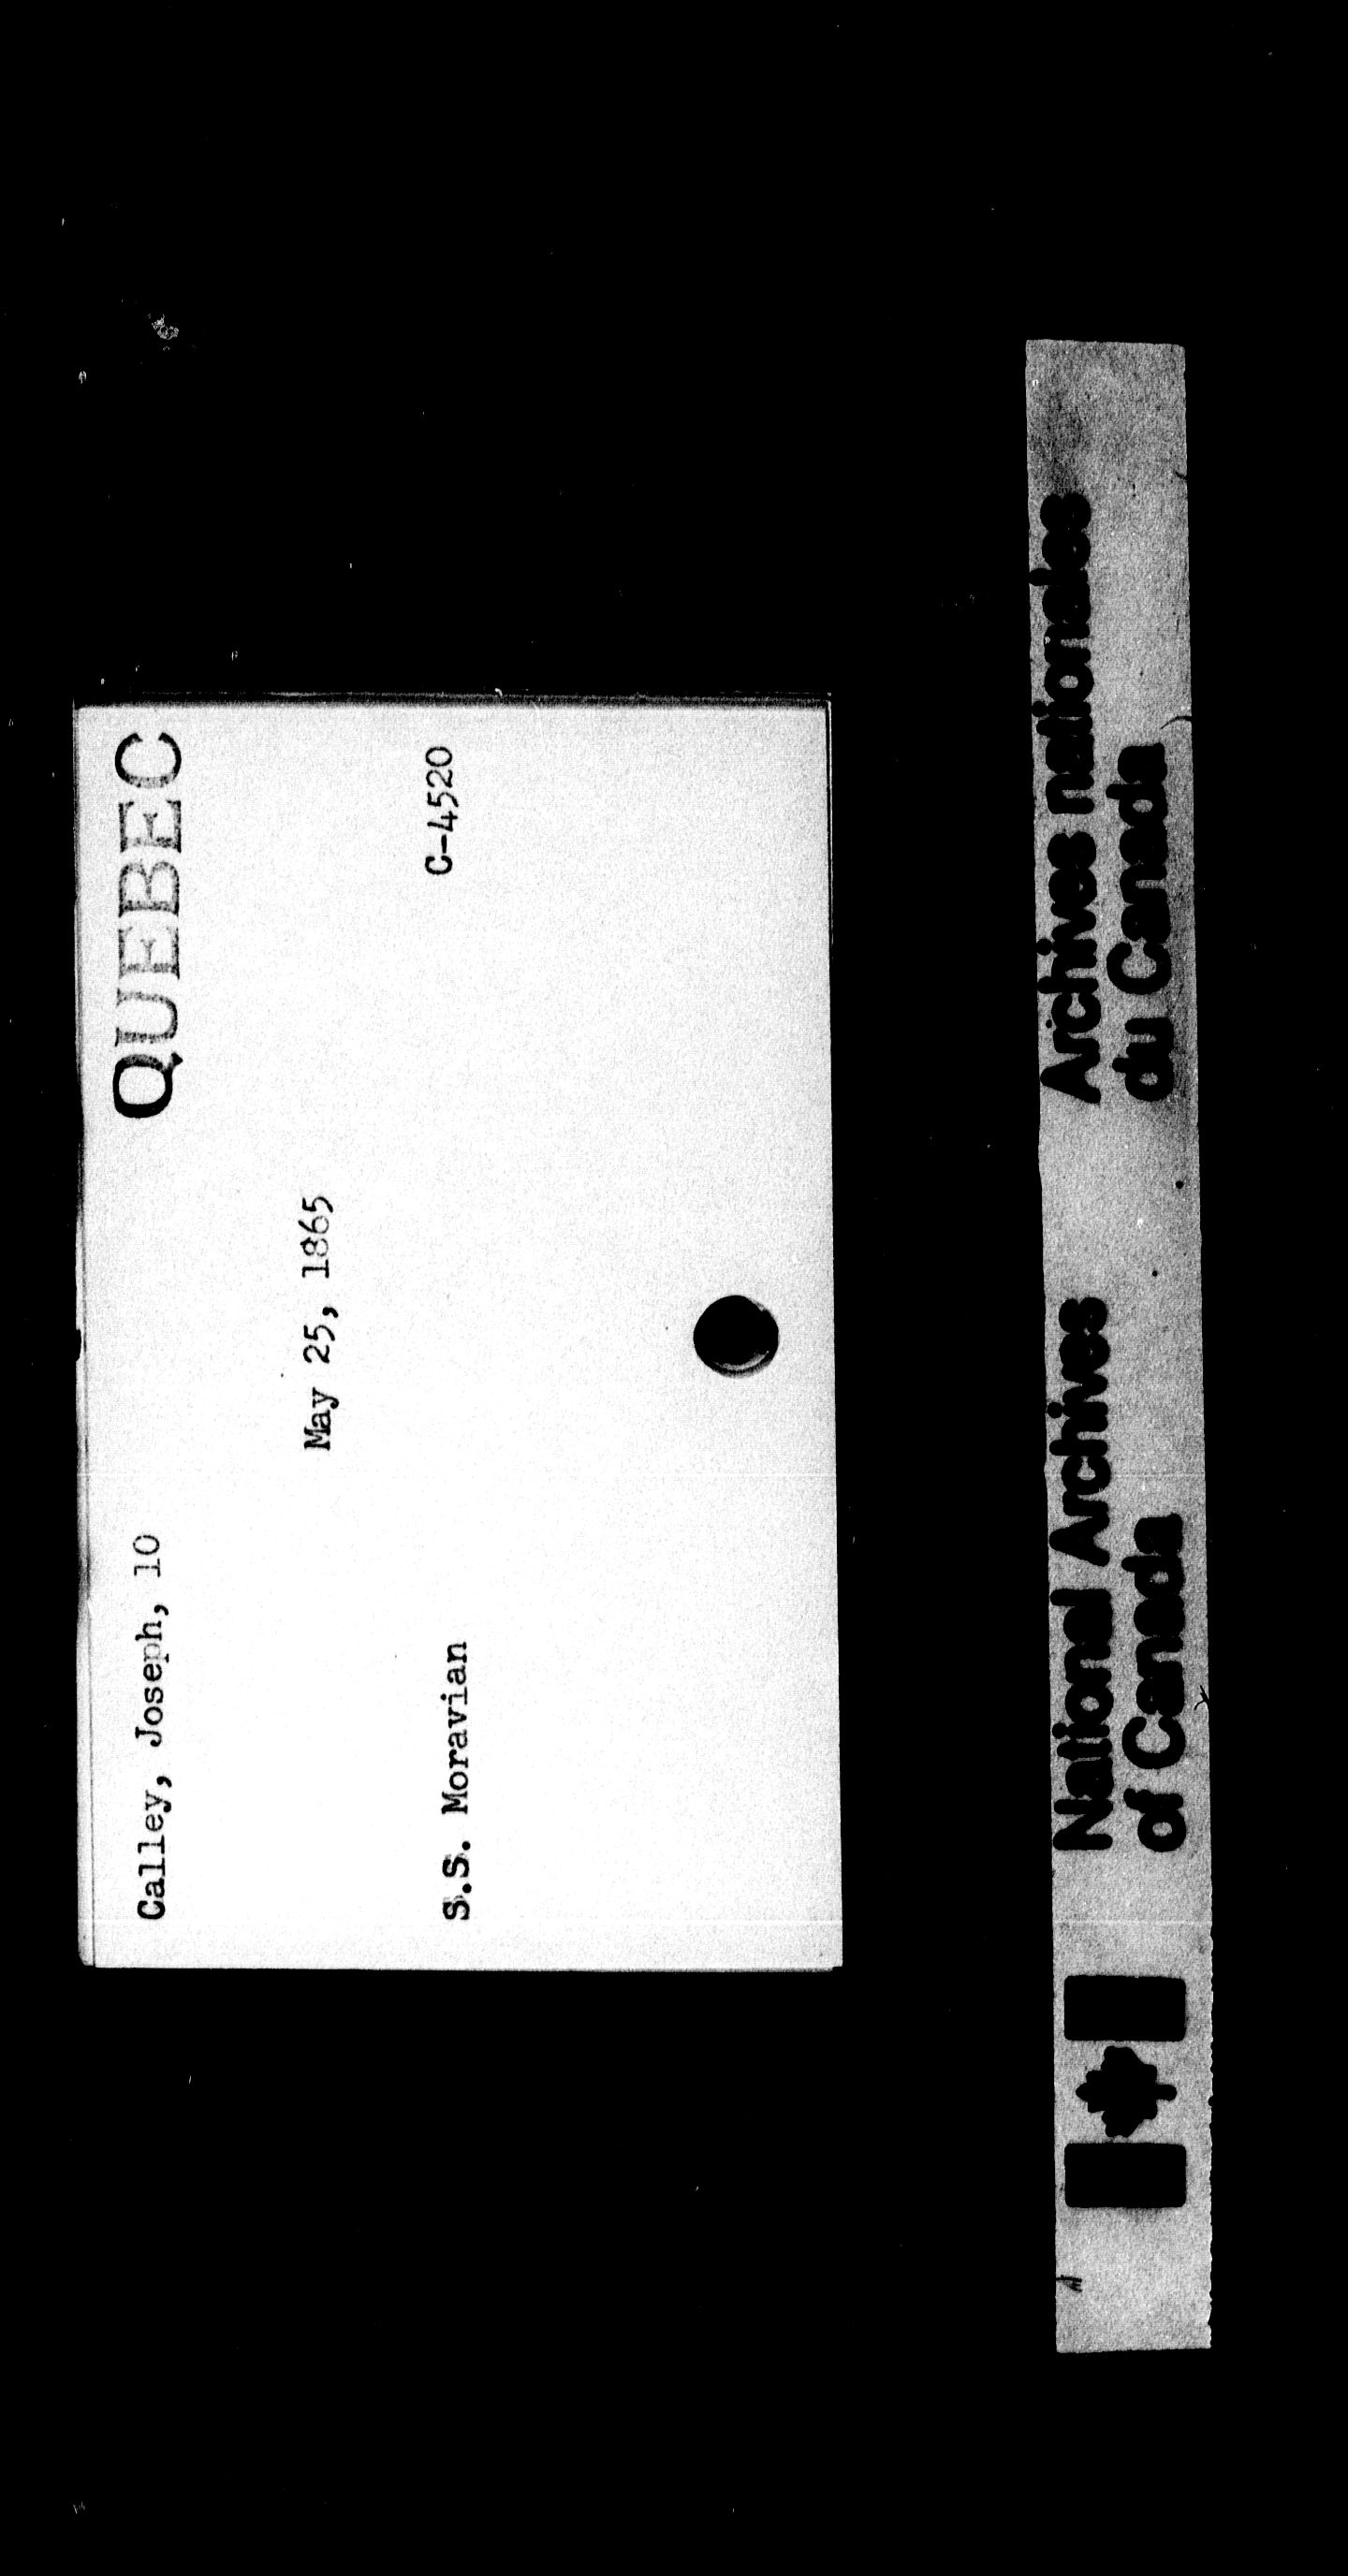 Calley, Joseph, 10 QUEBEC
May 25, 1865
S.S. Moravian C-4520
National Archives Archives nationales
of Canada du Canada